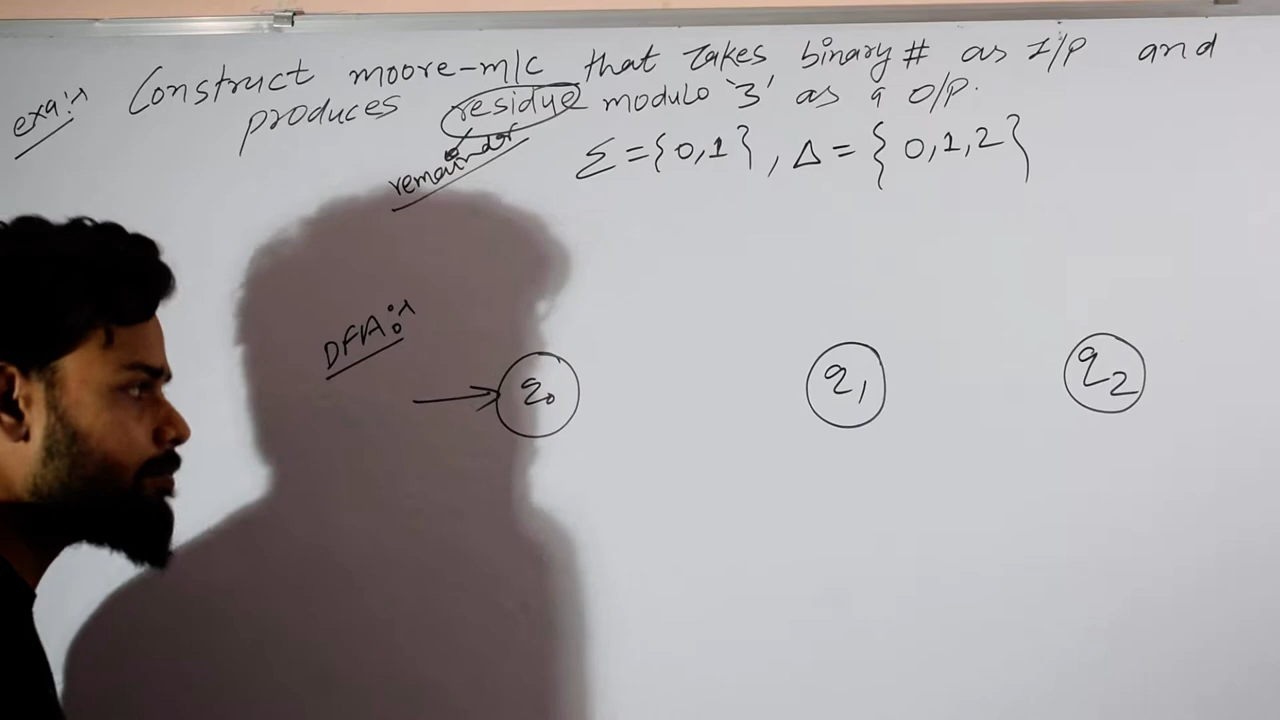 exa:→ Construct moore-m/c that takes binary # as I/P and
produces residue modulo '3' as a O/P.
remainder
Σ = {0,1}, Δ = {0,1,2}
DFA:→
q0 q1 q2